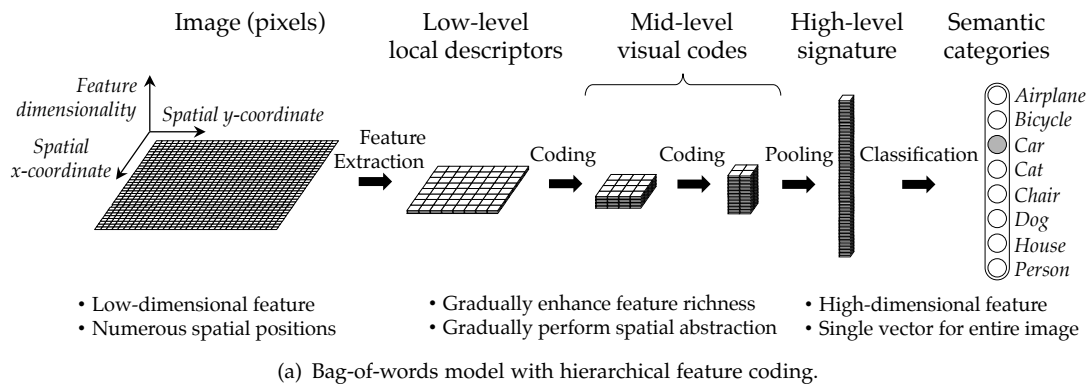 Image (pixels)
Low-level
local descriptors
Mid-level
visual codes
High-level
signature
Semantic
categories
Feature
dimensionality
Spatial y-coordinate
Spatial
x-coordinate
Feature
Extraction
Coding
Coding
Pooling
Classification
Airplane
Bicycle
Car
Cat
Chair
Dog
House
Person
• Low-dimensional feature
• Numerous spatial positions
• Gradually enhance feature richness
• Gradually perform spatial abstraction
• High-dimensional feature
• Single vector for entire image
(a) Bag-of-words model with hierarchical feature coding.